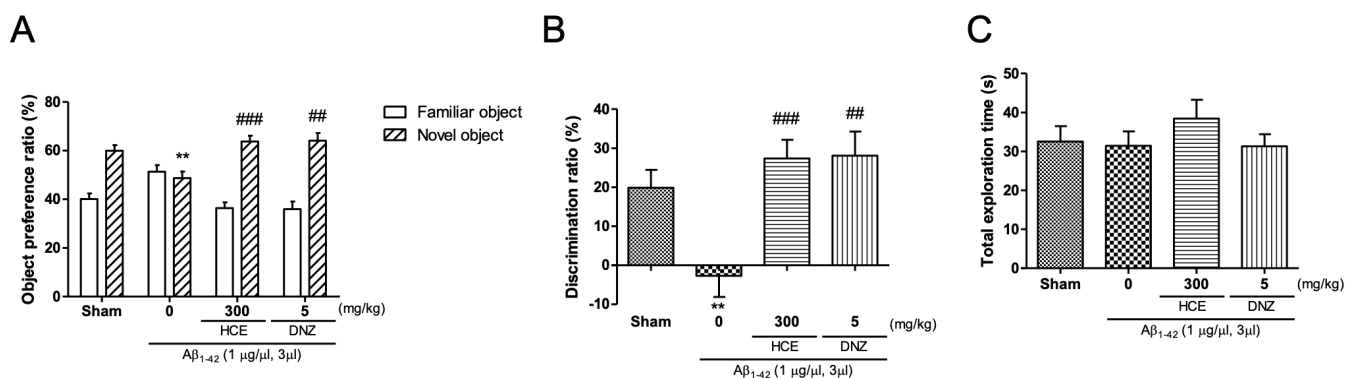 A
Object preference ratio (%)
80
60
40
20
0
**
###
##
Familiar object
Novel object
Sham
0
300
5
(mg/kg)
HCE
DNZ
Aβ1-42 (1 μg/μl, 3μl)
B
Discrimination ratio (%)
40
30
20
10
0
-10
###
##
**
Sham
0
300
5
(mg/kg)
HCE
DNZ
Aβ1-42 (1 μg/μl, 3μl)
C
Total exploration time (s)
50
40
30
20
10
0
Sham
0
300
5
(mg/kg)
HCE
DNZ
Aβ1-42 (1 μg/μl, 3μl)